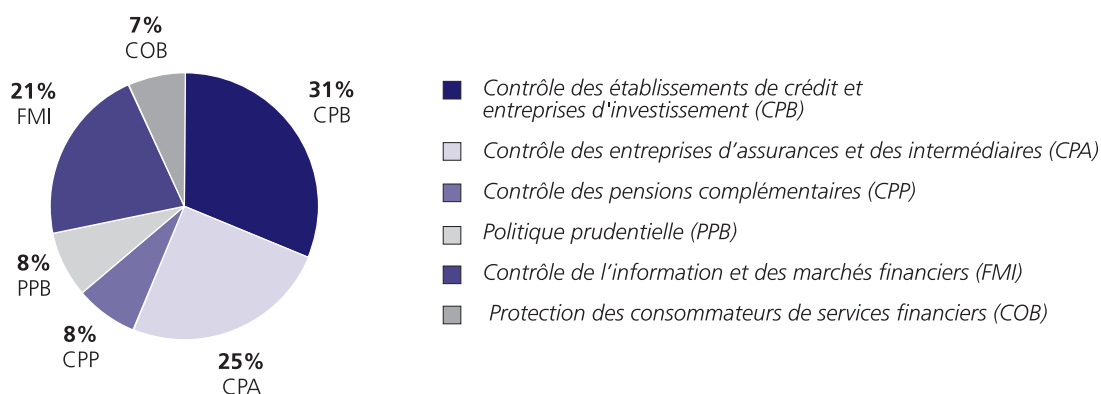 7%
COB
31%
CPB
21%
FMI
8%
PPB
8%
CPP
25%
CPA
Contrôle des établissements de crédit et
entreprises d'investissement (CPB)
Contrôle des entreprises d’assurances et des intermédiaires (CPA)
Contrôle des pensions complémentaires (CPP)
Politique prudentielle (PPB)
Contrôle de l’information et des marchés financiers (FMI)
Protection des consommateurs de services financiers (COB)